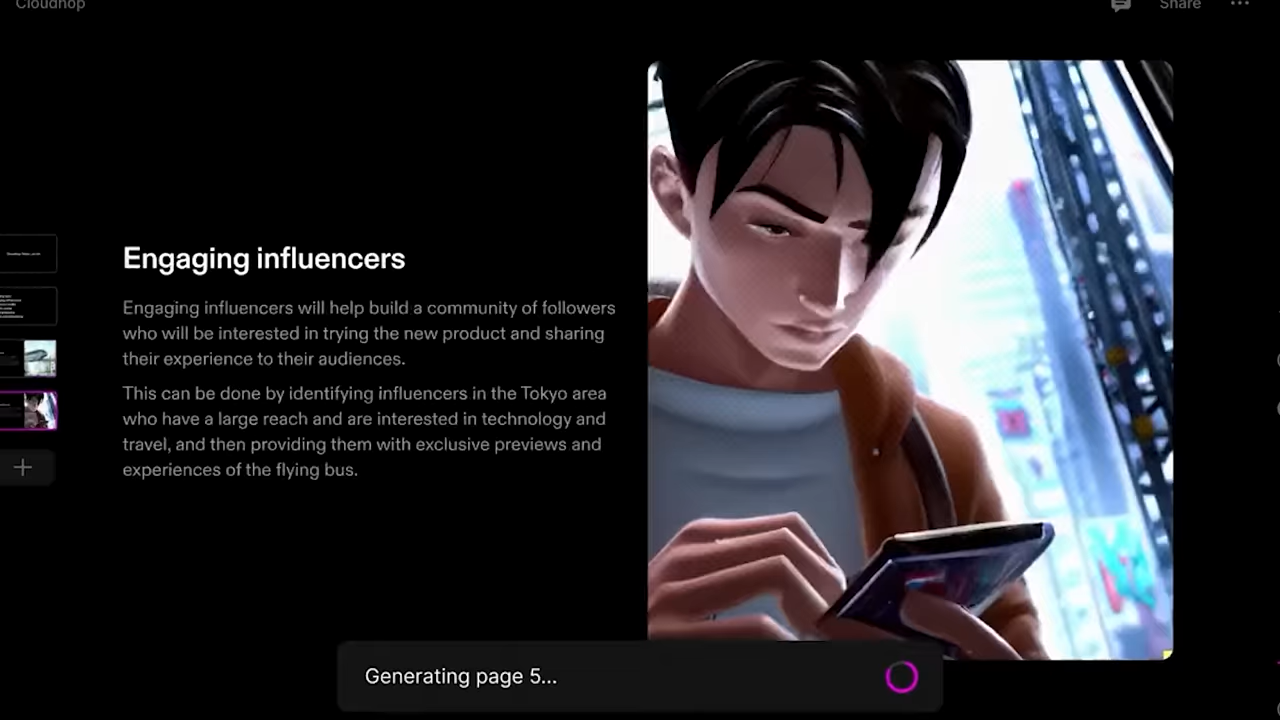 Cloudhop
Share
Engaging influencers
Engaging influencers will help build a community of followers
who will be interested in trying the new product and sharing
their experience to their audiences.
This can be done by identifying influencers in the Tokyo area
who have a large reach and are interested in technology and
travel, and then providing them with exclusive previews and
experiences of the flying bus.
Generating page 5...